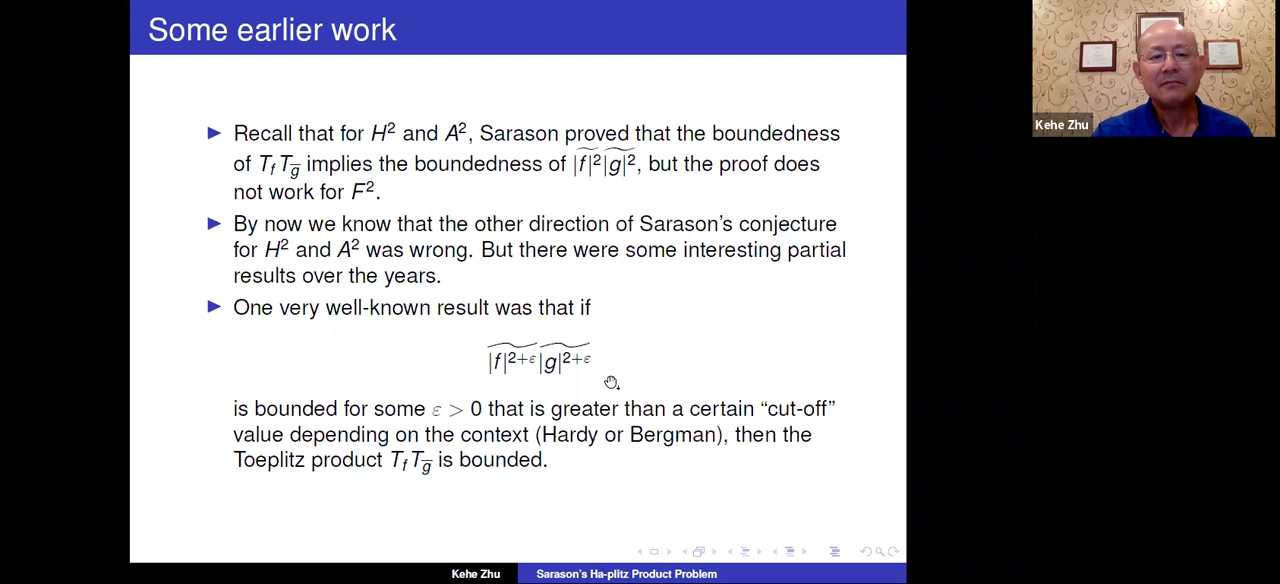 Some earlier work
Kehe Zhu
▶ Recall that for H² and A², Sarason proved that the boundedness
of T_f T_{\overline{g}} implies the boundedness of \widetilde{|f|²}\widetilde{|g|²}, but the proof does
not work for F².
▶ By now we know that the other direction of Sarason's conjecture
for H² and A² was wrong. But there were some interesting partial
results over the years.
▶ One very well-known result was that if
\widetilde{|f|^{2+ε}}\widetilde{|g|^{2+ε}}
is bounded for some ε > 0 that is greater than a certain “cut-off”
value depending on the context (Hardy or Bergman), then the
Toeplitz product T_f T_{\overline{g}} is bounded.
Kehe Zhu
Sarason's Ha-plitz Product Problem